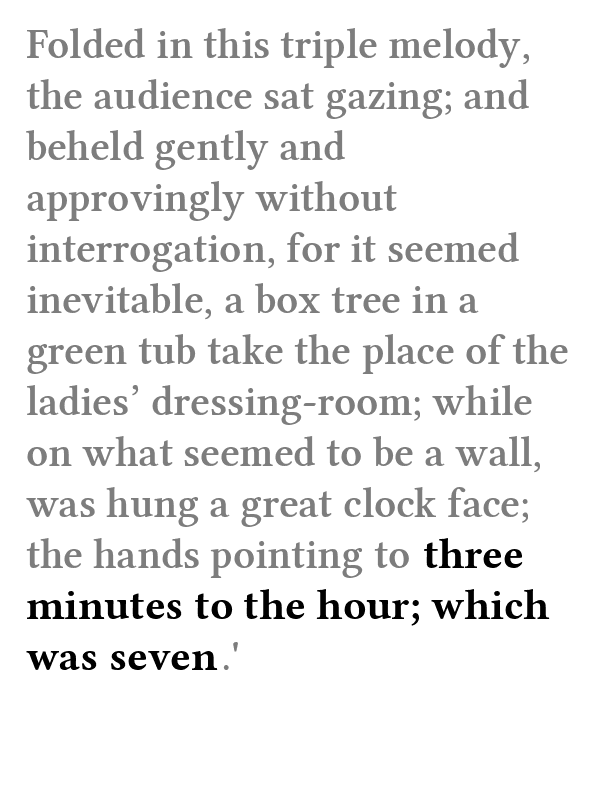 Folded in this triple melody,
the audience sat gazing; and
beheld gently and
approvingly without
interrogation, for it seemed
inevitable, a box tree in a
green tub take the place of the
ladies’ dressing-room; while
on what seemed to be a wall,
was hung a great clock face;
the hands pointing to three
minutes to the hour; which
was seven.'